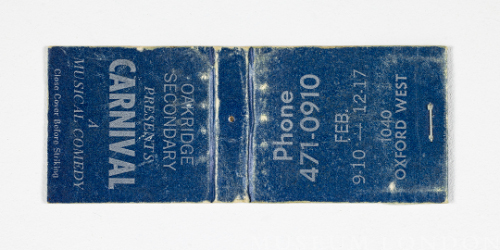 OAKRIDGE
SECONDARY
PRESENT'S
CARNIVAL
A
MUSICAL COMEDY
Close Cover Before Striking
Phone
471-0910
FEB.
9.10 — 12.17
1040
OXFORD WEST